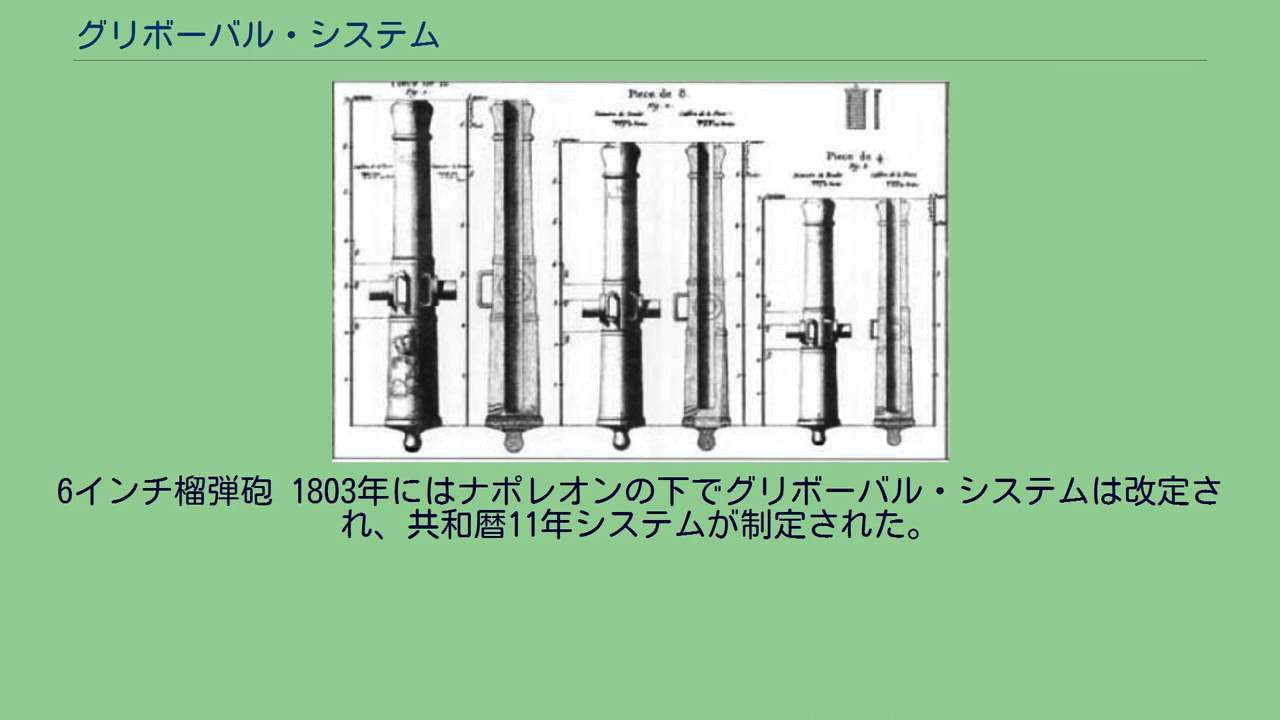 グリボーバル・システム
Piece de 8.
Piece de 4
6インチ榴弾砲 1803年にはナポレオンの下でグリボーバル・システムは改定さ
れ、共和暦11年システムが制定された。